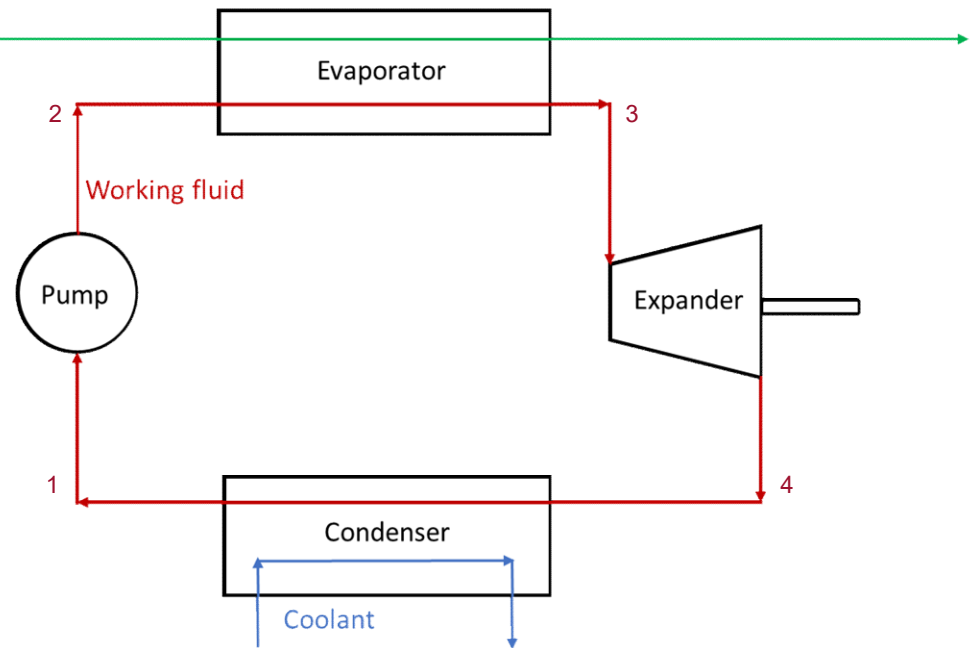 Evaporator
2
3
Working fluid
Pump
Expander
1
4
Condenser
Coolant